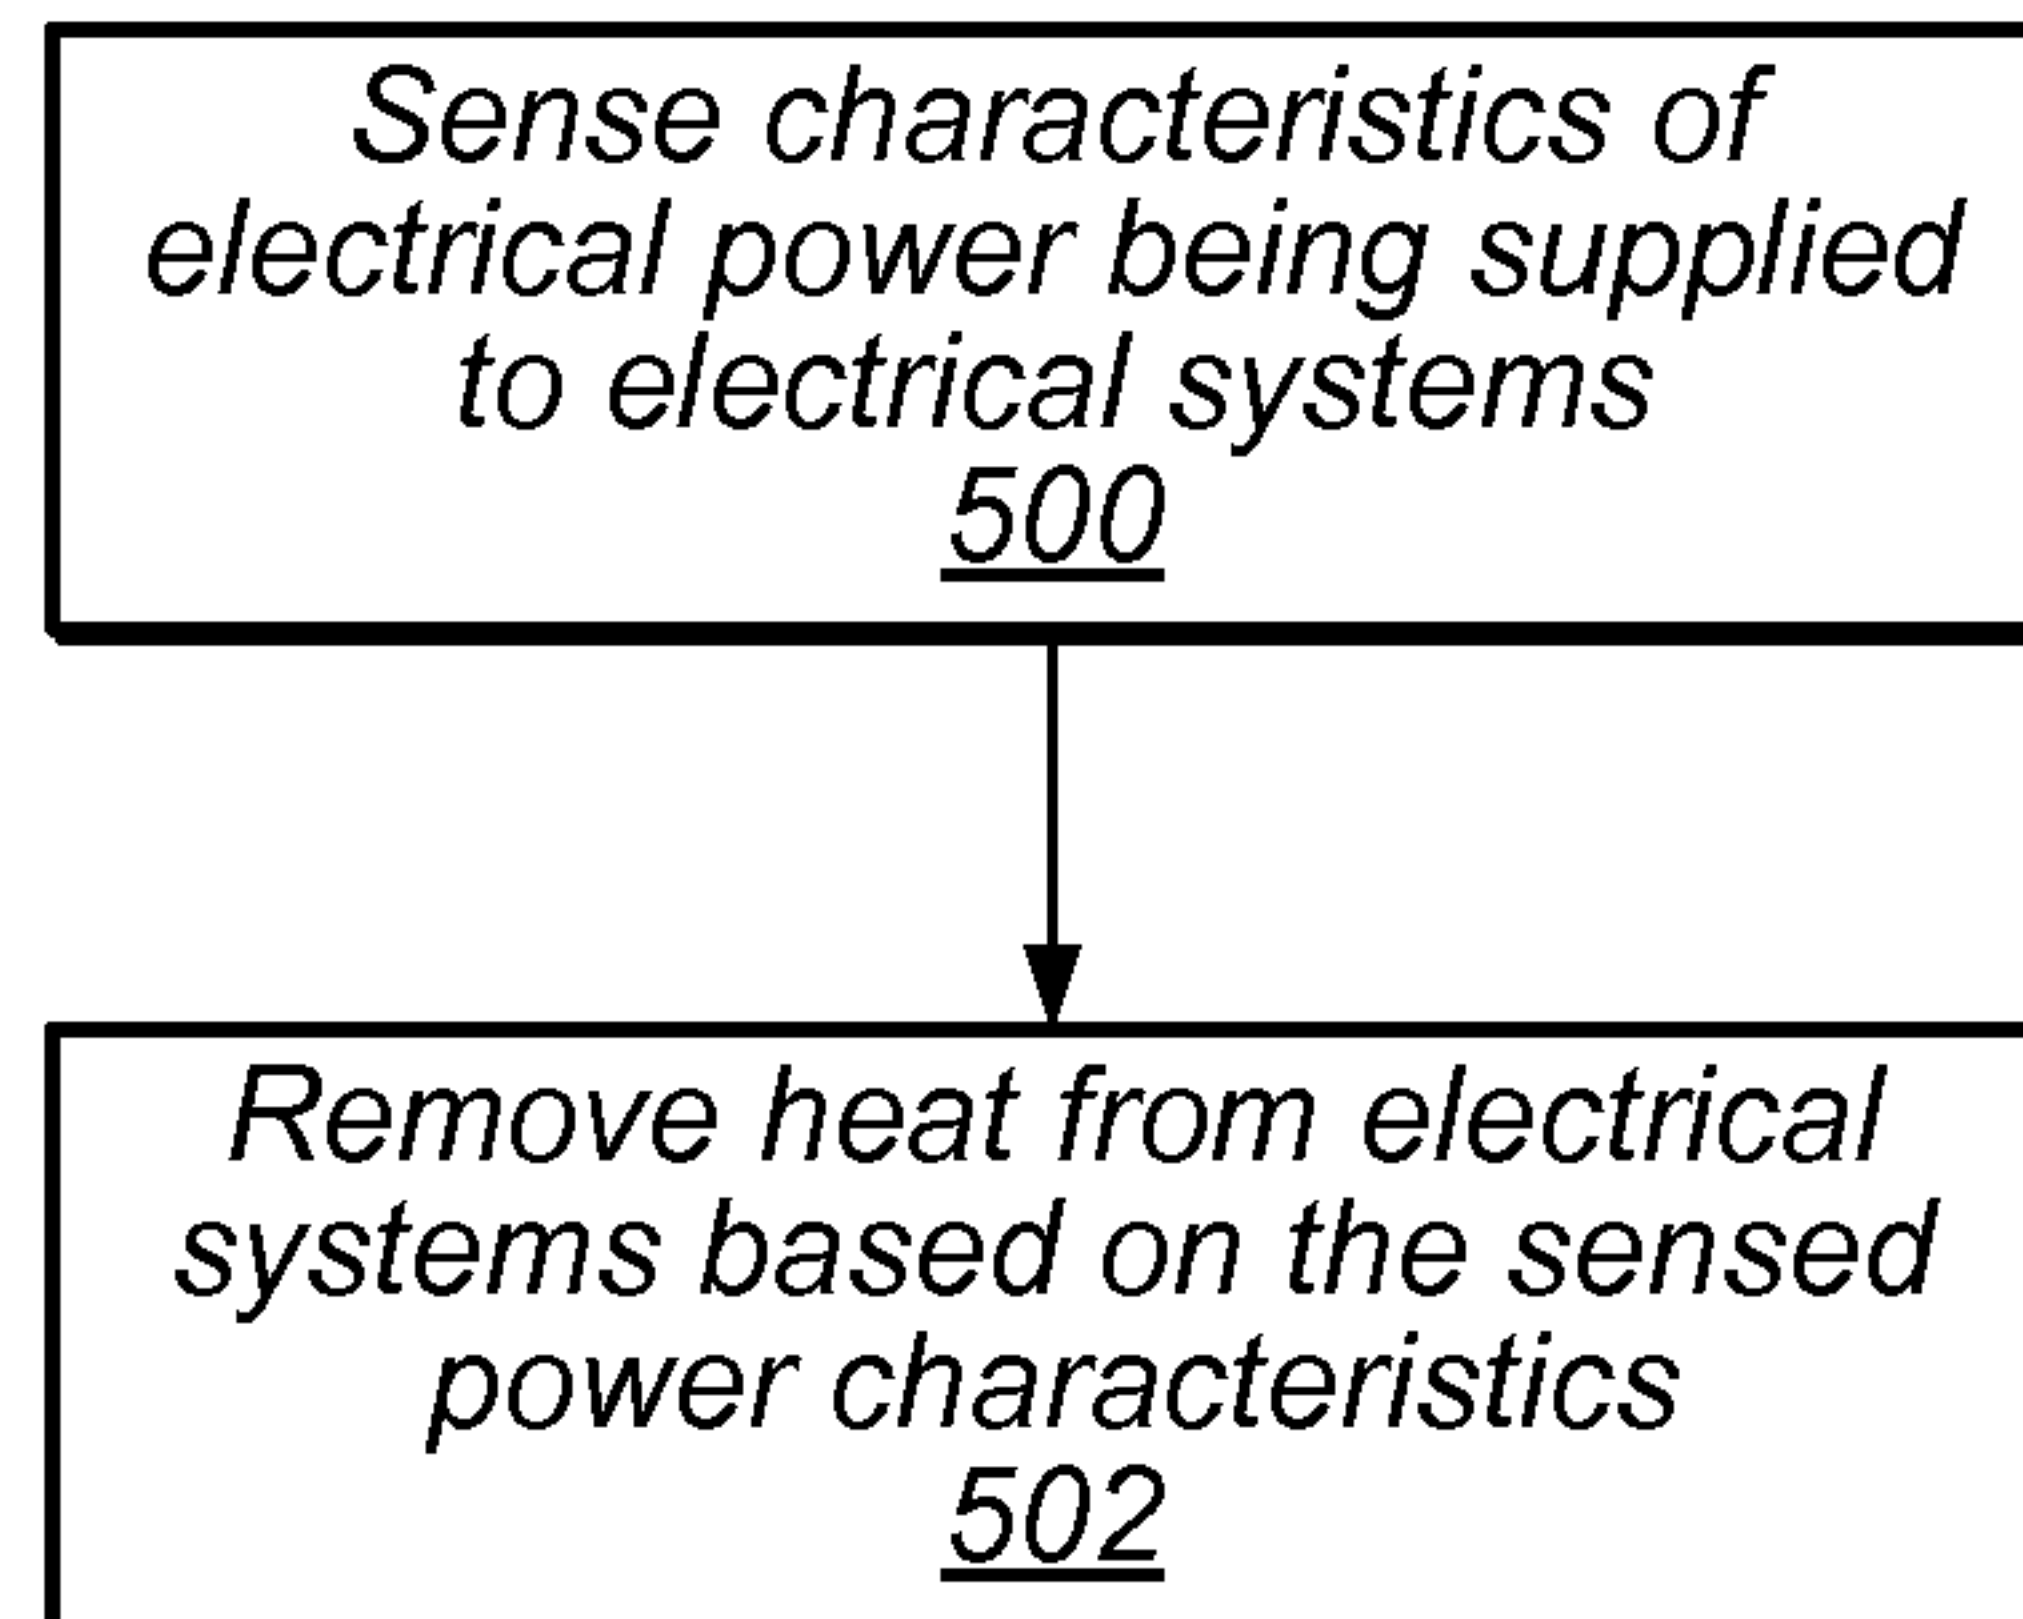 Sense characteristics of
electrical power being supplied
to electrical systems
500
Remove heat from electrical
systems based on the sensed
power characteristics
502